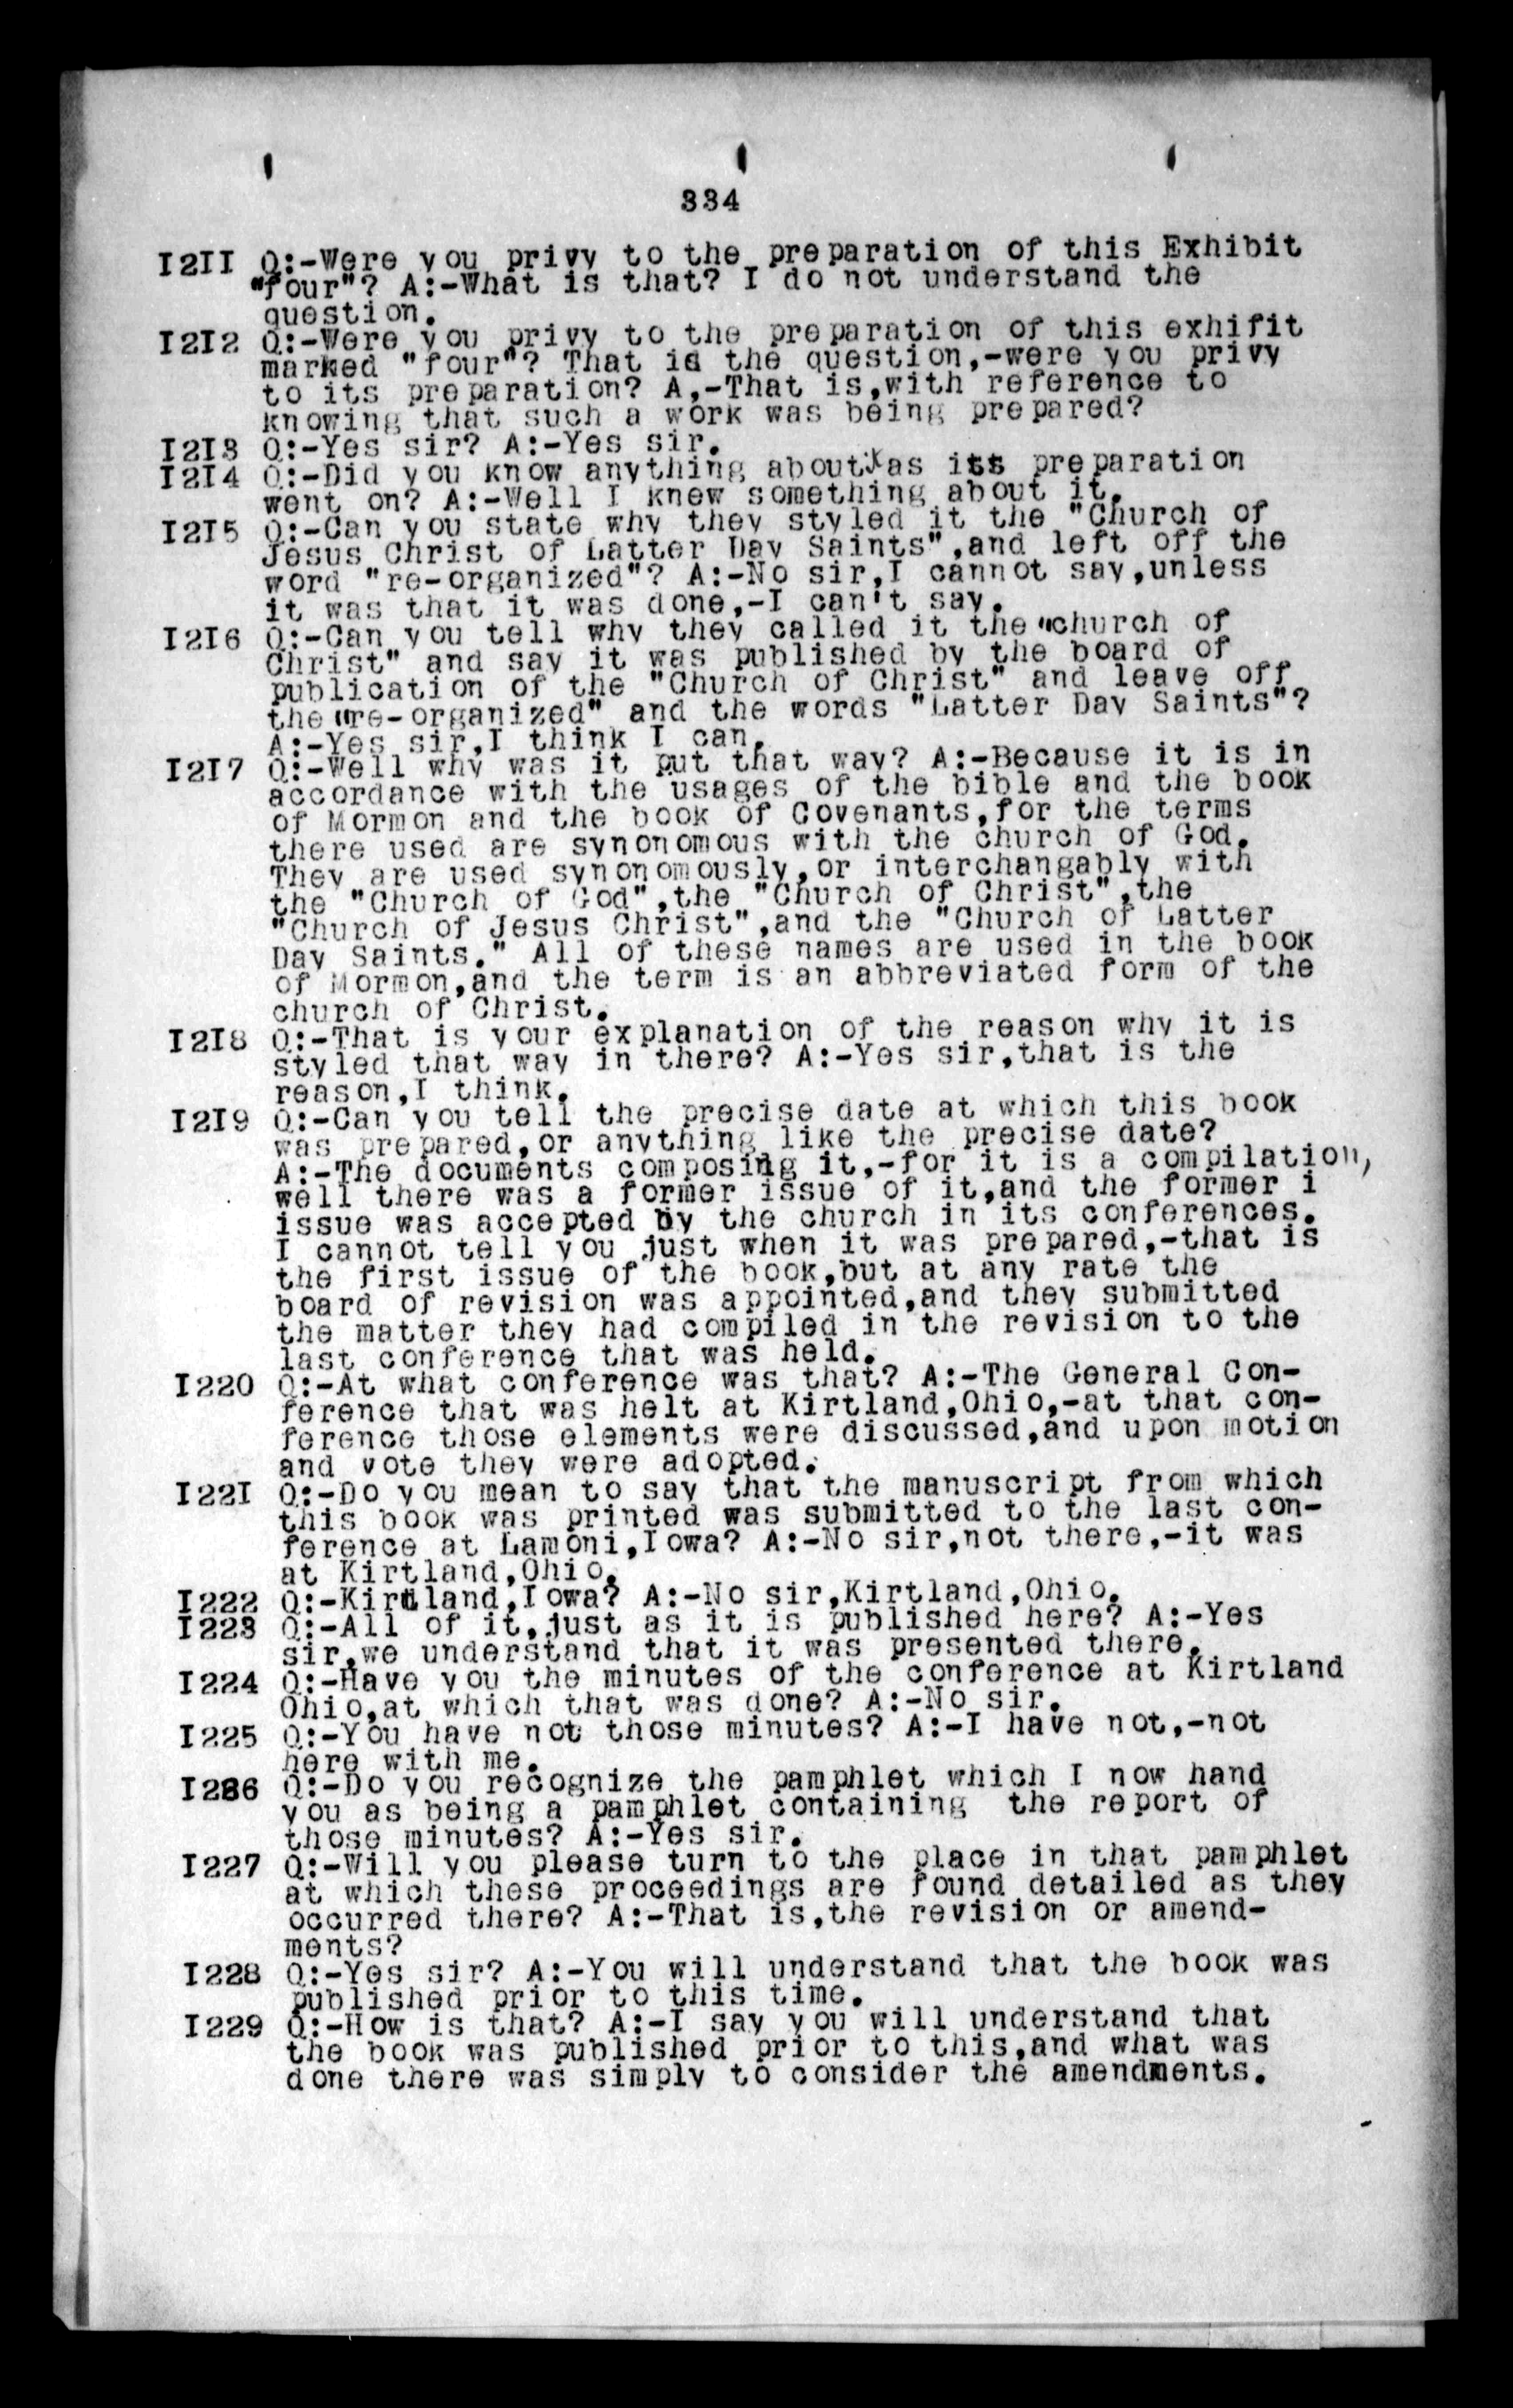 334
I2II Q:-Were you privy to the preparation of this Exhibit
"four"? A:-What is that? I do not understand the
question.
I2I2 Q:-Were you privy to the preparation of this exhifit
marked "four"? That is the question,-were you privy
to its preparation? A,-That is,with reference to
knowing that such a work was being prepared?
I2I3 Q:-Yes sir? A:-Yes sir.
I2I4 Q:-Did you know anything about as its preparation
went on? A:-Well I knew something about it.
I2I5 Q:-Can you state why they styled it the "Church of
Jesus Christ of Latter Day Saints",and left off the
word "re-organized"? A:-No sir,I cannot say,unless
it was that it was done,-I can't say.
I2I6 Q:-Can you tell why they called it the "church of
Christ" and say it was published by the board of
publication of the "Church of Christ" and leave off
the "re-organized" and the words "Latter Day Saints"?
A:-Yes sir,I think I can.
I2I7 Q:-Well why was it put that way? A:-Because it is in
accordance with the usages of the bible and the book
of Mormon and the book of Covenants,for the terms
there used are synonomous with the church of God.
They are used synonomously,or interchangably with
the "Church of God",the "Church of Christ",the
"Church of Jesus Christ",and the "Church of Latter
Day Saints." All of these names are used in the book
of Mormon,and the term is an abbreviated form of the
church of Christ.
I2I8 Q:-That is your explanation of the reason why it is
styled that way in there? A:-Yes sir,that is the
reason,I think.
I2I9 Q:-Can you tell the precise date at which this book
was prepared,or anything like the precise date?
A:-The documents composing it,-for it is a compilation,
well there was a former issue of it,and the former i
issue was accepted by the church in its conferences.
I cannot tell you just when it was prepared,-that is
the first issue of the book,but at any rate the
board of revision was appointed,and they submitted
the matter they had compiled in the revision to the
last conference that was held.
I220 Q:-At what conference was that? A:-The General Con-
ference that was helt at Kirtland,Ohio,-at that con-
ference those elements were discussed,and upon motion
and vote they were adopted.
I22I Q:-Do you mean to say that the manuscript from which
this book was printed was submitted to the last con-
ference at Lamoni,Iowa? A:-No sir,not there,-it was
at Kirtland,Ohio.
I222 Q:-Kirtland,Iowa? A:-No sir,Kirtland,Ohio.
I223 Q:-All of it,just as it is published here? A:-Yes
sir,we understand that it was presented there.
I224 Q:-Have you the minutes of the conference at Kirtland
Ohio,at which that was done? A:-No sir.
I225 Q:-You have not those minutes? A:-I have not,-not
here with me.
I226 Q:-Do you recognize the pamphlet which I now hand
you as being a pamphlet containing the report of
those minutes? A:-Yes sir.
I227 Q:-Will you please turn to the place in that pamphlet
at which these proceedings are found detailed as they
occurred there? A:-That is,the revision or amend-
ments?
I228 Q:-Yes sir? A:-You will understand that the book was
published prior to this time.
I229 Q:-How is that? A:-I say you will understand that
the book was published prior to this,and what was
done there was simply to consider the amendments.